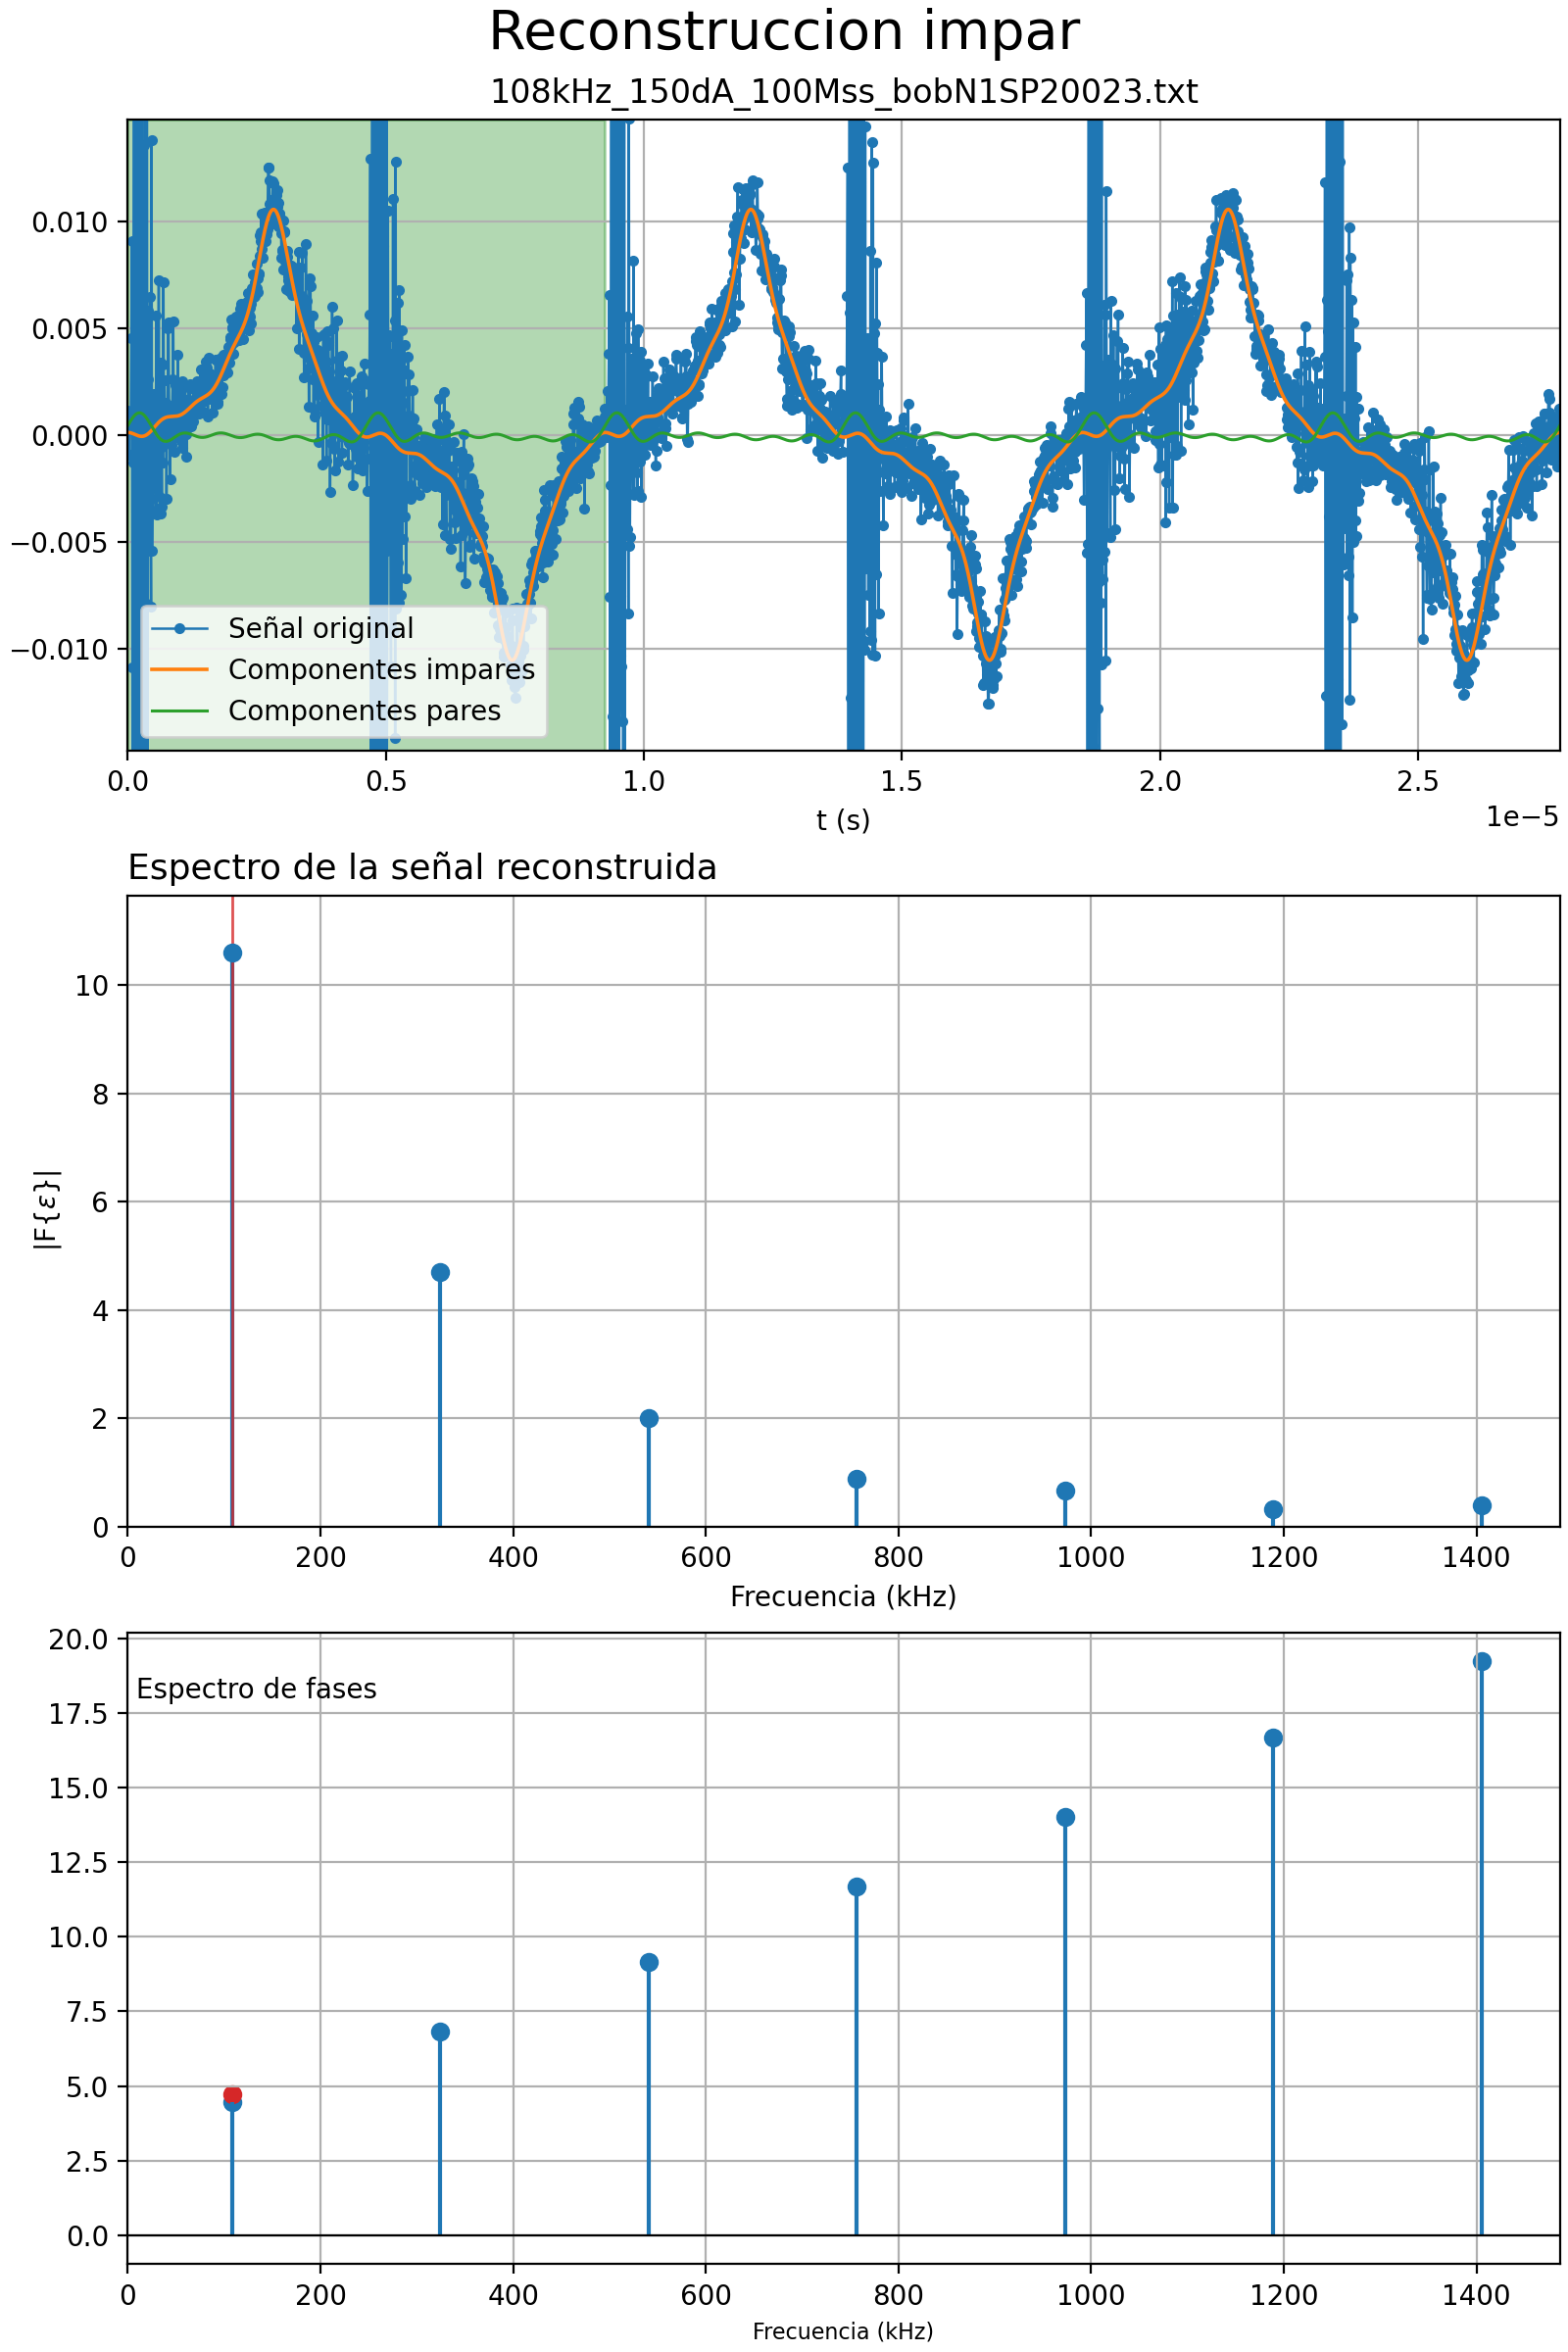 Reconstruccion impar
108kHz_150dA_100Mss_bobN1SP20023.txt
0.010
0.005
0.000
−0.005
−0.010
Señal original
Componentes impares
Componentes pares
0.0 0.5 1.0 1.5 2.0 2.5
t (s)
1e−5
Espectro de la señal reconstruida
10
8
6
4
2
0
|F{ε}|
0 200 400 600 800 1000 1200 1400
Frecuencia (kHz)
20.0
17.5
15.0
12.5
10.0
7.5
5.0
2.5
0.0
Espectro de fases
0 200 400 600 800 1000 1200 1400
Frecuencia (kHz)